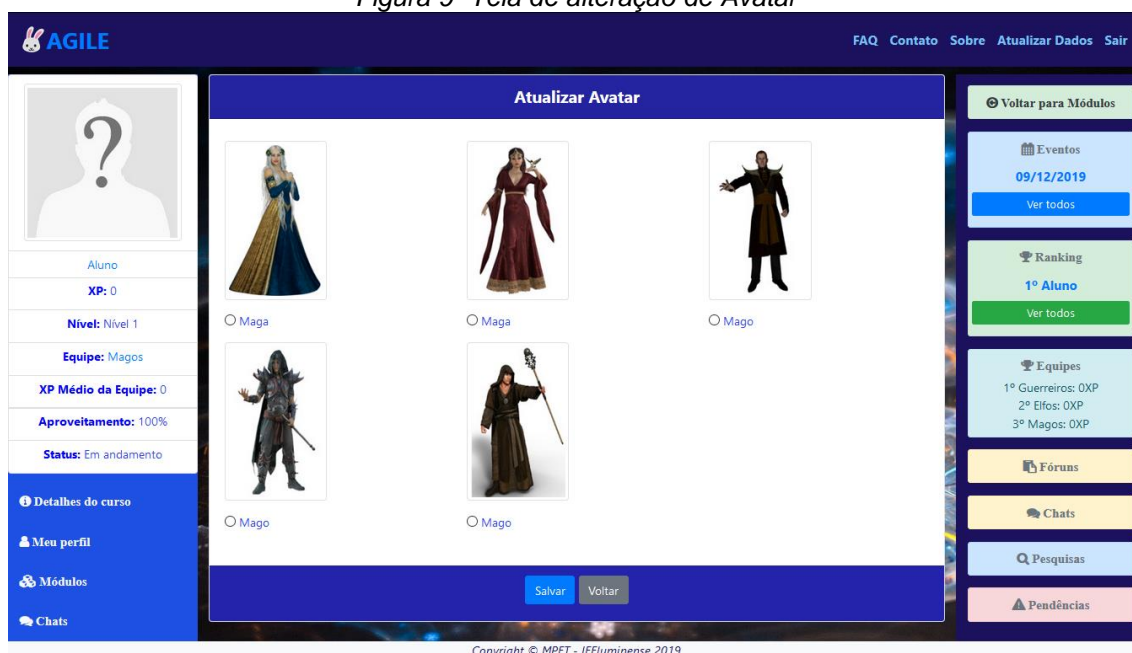 Figura 9- Tela de alteração de Avatar
AGILE
FAQ Contato Sobre Atualizar Dados Sair
?
Aluno
XP: 0
Nível: Nível 1
Equipe: Magos
XP Médio da Equipe: 0
Aproveitamento: 100%
Status: Em andamento
Detalhes do curso
Meu perfil
Módulos
Chats
Atualizar Avatar
Maga
Maga
Mago
Mago
Mago
Salvar
Voltar
Voltar para Módulos
Eventos
09/12/2019
Ver todos
Ranking
1º Aluno
Ver todos
Equipes
1º Guerreiros: 0XP
2º Elfos: 0XP
3º Magos: 0XP
Fóruns
Chats
Pesquisas
Pendências
Copyright © MPET - IFFluminense 2019